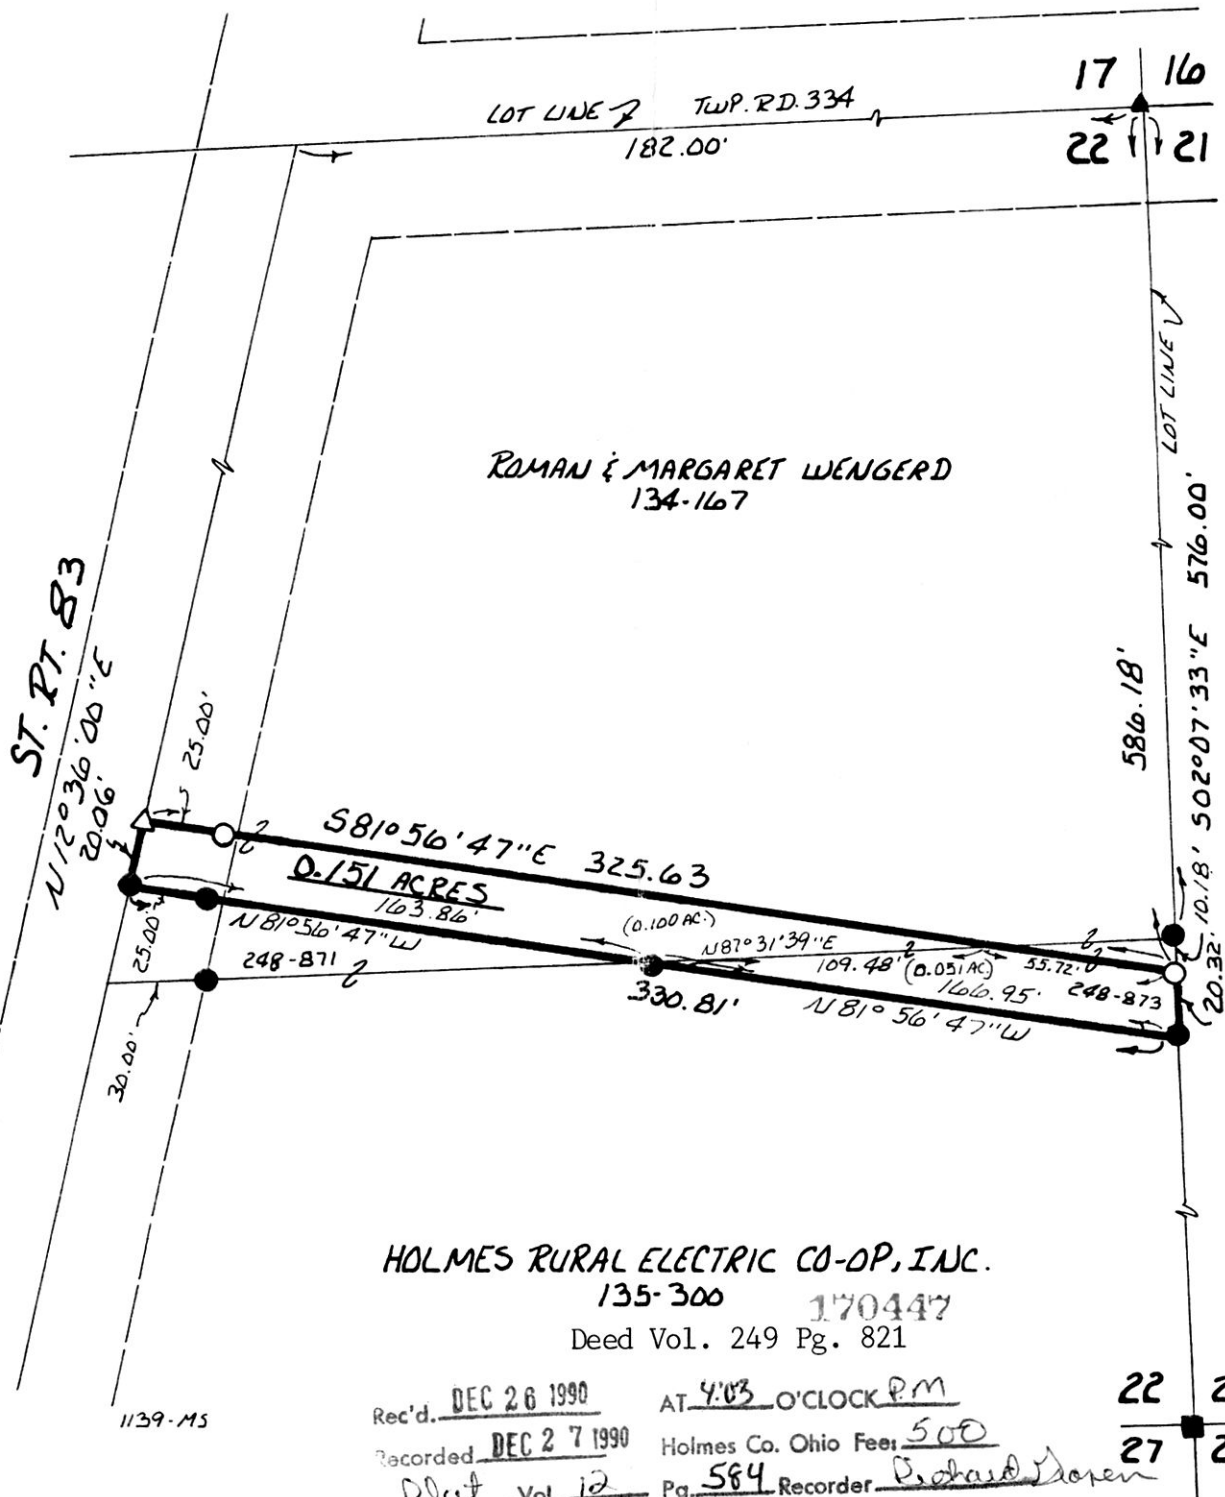 17 16
LOT LINE TWP. RD. 334
182.00'
22 21
LOT LINE
ROMAN & MARGARET WENGERD
134-167
S02°07'33"E 576.00'
586.18'
ST. RT. 83
N12°36'00"E
20.06'
25.00'
S81°56'47"E 325.63
0.151 ACRES
163.86'
N81°56'47"W
(0.100 AC.)
N87°31'39"E
10.18'
25.00'
248-871
109.48' (0.051 AC) 55.72'
166.95' 248-873
20.32'
330.81'
N81°56'47"W
30.00'
HOLMES RURAL ELECTRIC CO-OP, INC.
135-300 170447
Deed Vol. 249 Pg. 821
Rec'd. DEC 26 1990 AT 4:03 O'CLOCK P.M
22 2
1139-MS
Recorded DEC 27 1990 Holmes Co. Ohio Fee: 500
27 2
Plat Vol. 12 Pg. 584 Recorder Richard